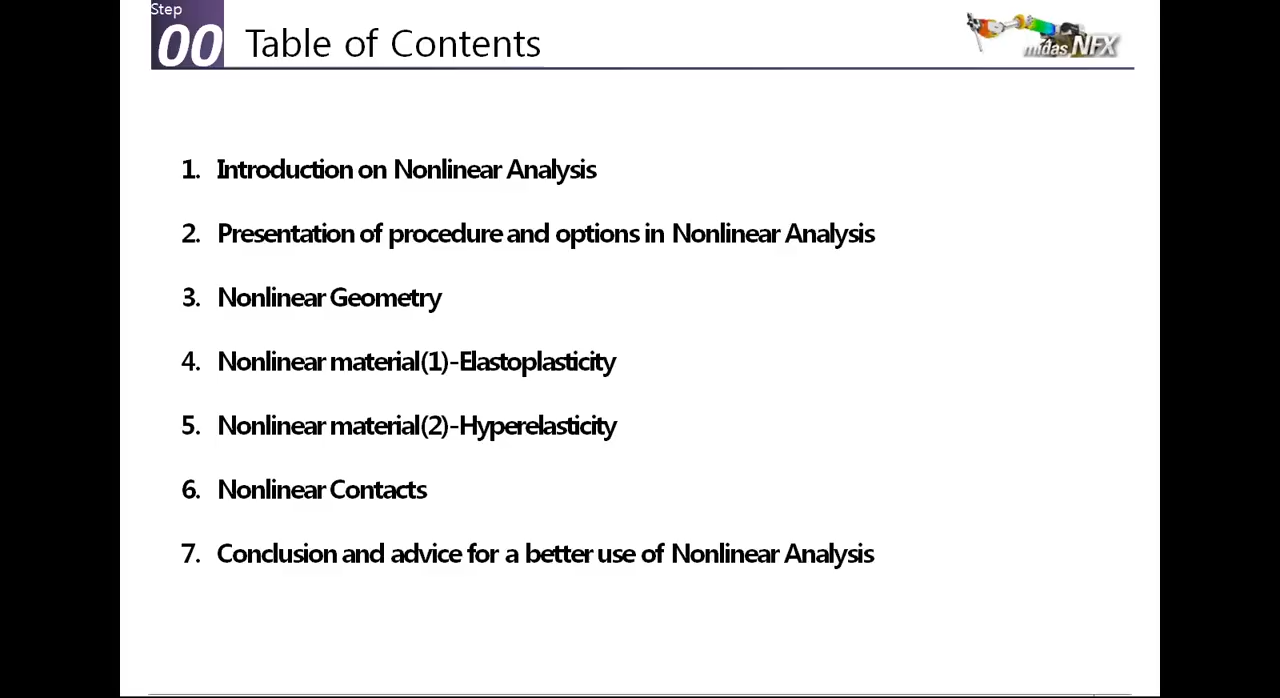 Step
00
Table of Contents
midas NFX
1. Introduction on Nonlinear Analysis
2. Presentation of procedure and options in Nonlinear Analysis
3. Nonlinear Geometry
4. Nonlinear material(1)-Elastoplasticity
5. Nonlinear material(2)-Hyperelasticity
6. Nonlinear Contacts
7. Conclusion and advice for a better use of Nonlinear Analysis